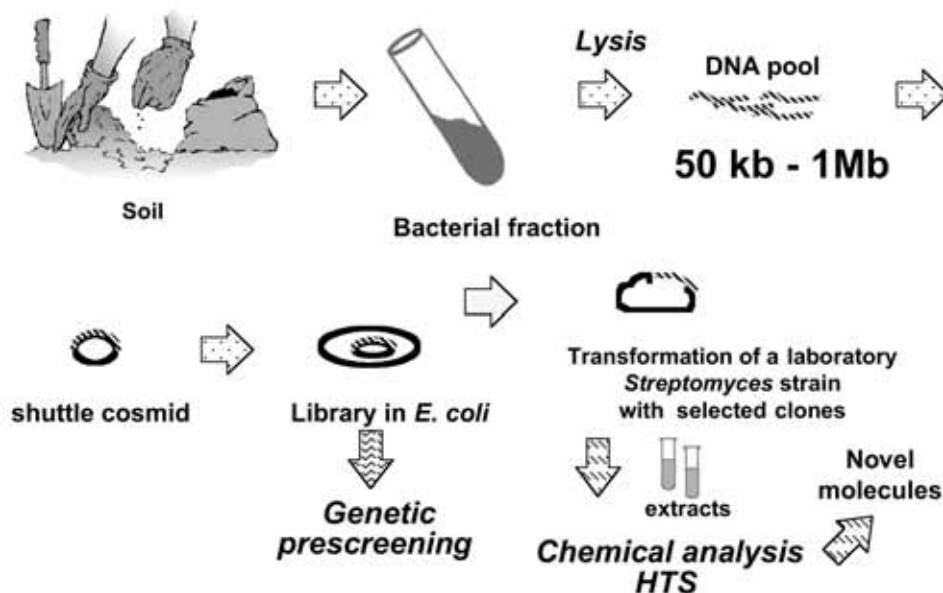 Soil
Bacterial fraction
Lysis
DNA pool
50 kb - 1Mb
shuttle cosmid
Library in E. coli
Genetic
prescreening
Transformation of a laboratory
Streptomyces strain
with selected clones
extracts
Chemical analysis
HTS
Novel
molecules